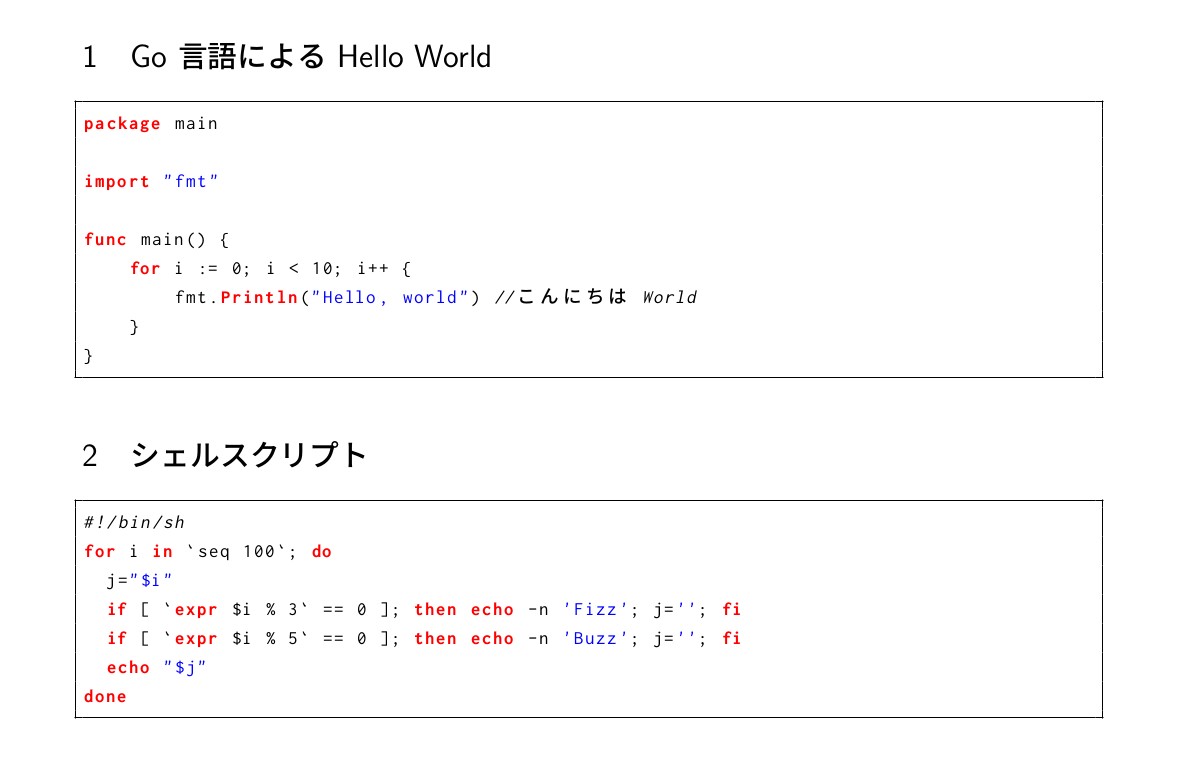 1 Go 言語による Hello World
package main
import "fmt"
func main() {
    for i := 0; i < 10; i++ {
        fmt.Println("Hello, world") //こんにちは World
    }
}
2 シェルスクリプト
#!/bin/sh
for i in `seq 100`; do
  j="$i"
  if [ `expr $i % 3` == 0 ]; then echo -n 'Fizz'; j=''; fi
  if [ `expr $i % 5` == 0 ]; then echo -n 'Buzz'; j=''; fi
  echo "$j"
done